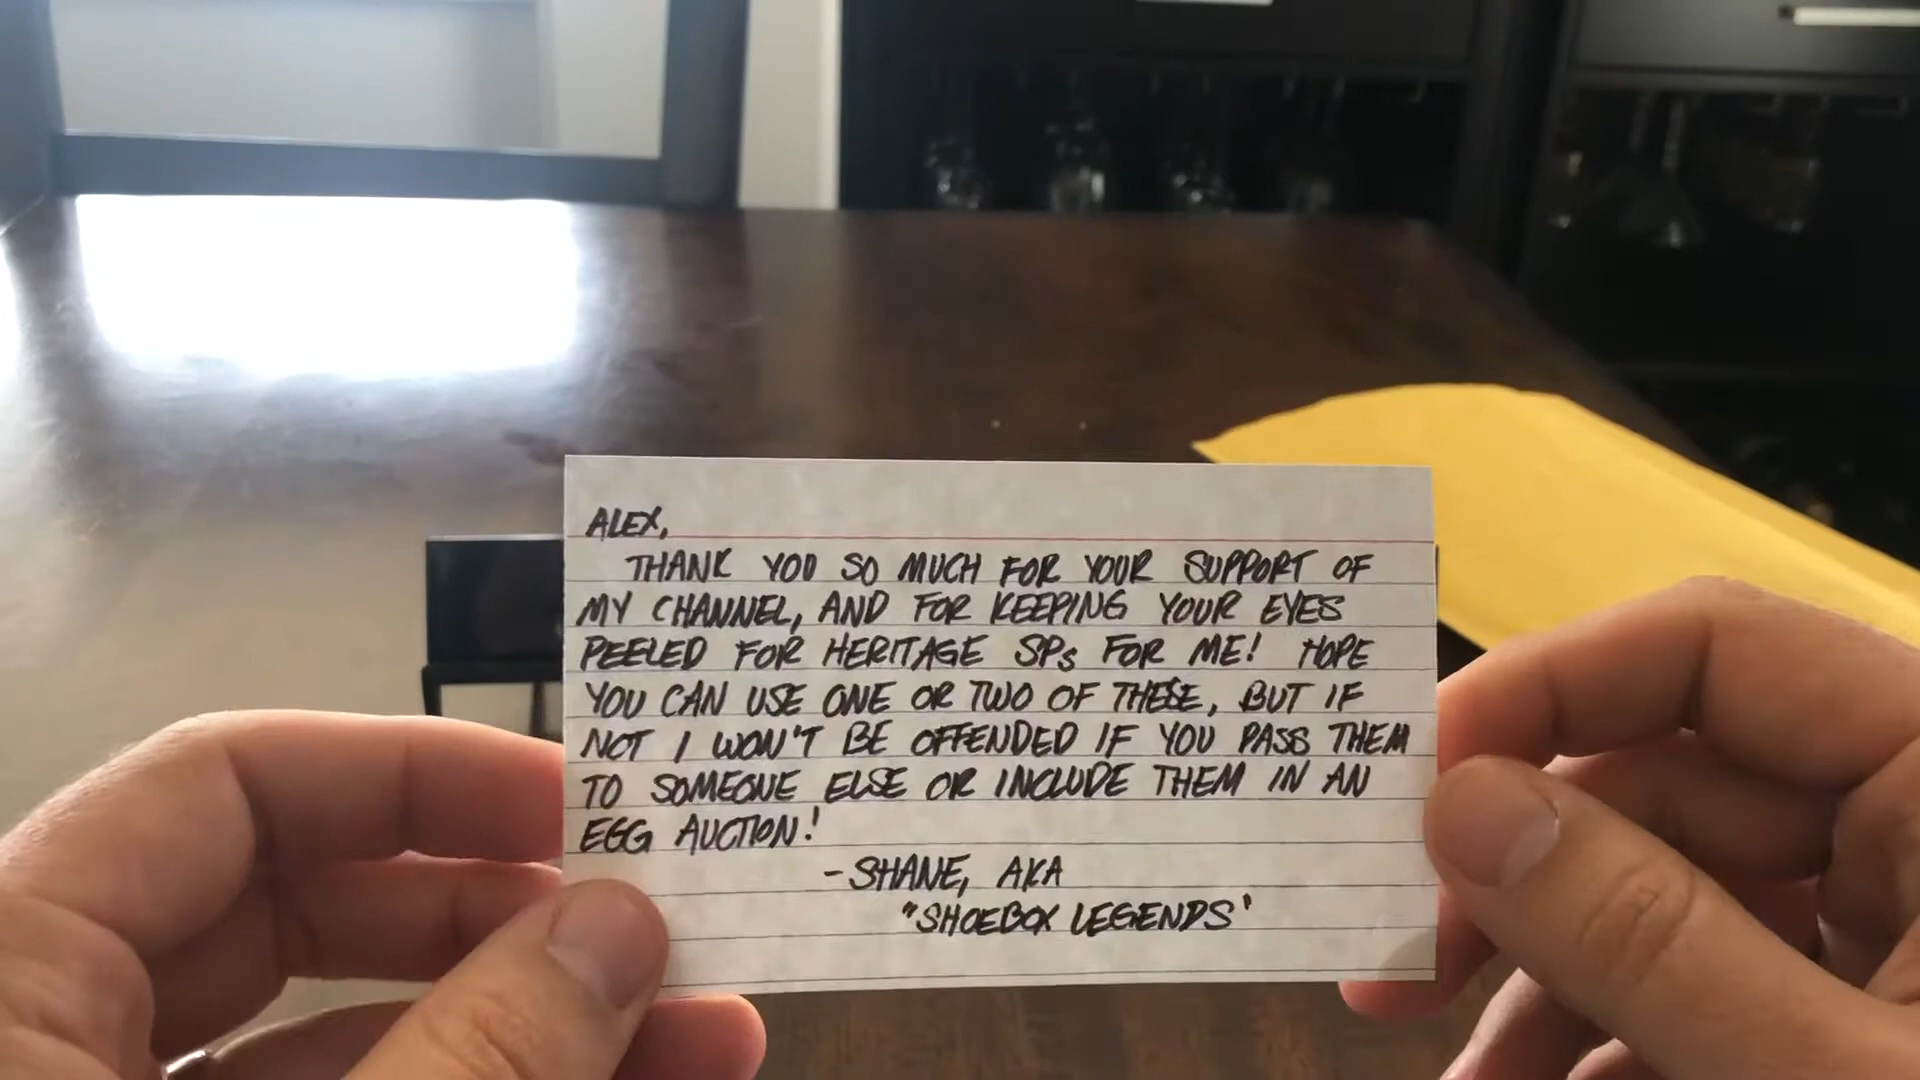 ALEX,
THANK YOU SO MUCH FOR YOUR SUPPORT OF
MY CHANNEL, AND FOR KEEPING YOUR EYES
PEELED FOR HERITAGE SPs FOR ME! HOPE
YOU CAN USE ONE OR TWO OF THESE, BUT IF
NOT I WON'T BE OFFENDED IF YOU PASS THEM
TO SOMEONE ELSE OR INCLUDE THEM IN AN
EGG AUCTION!
-SHANE, AKA
"SHOEBOX LEGENDS"